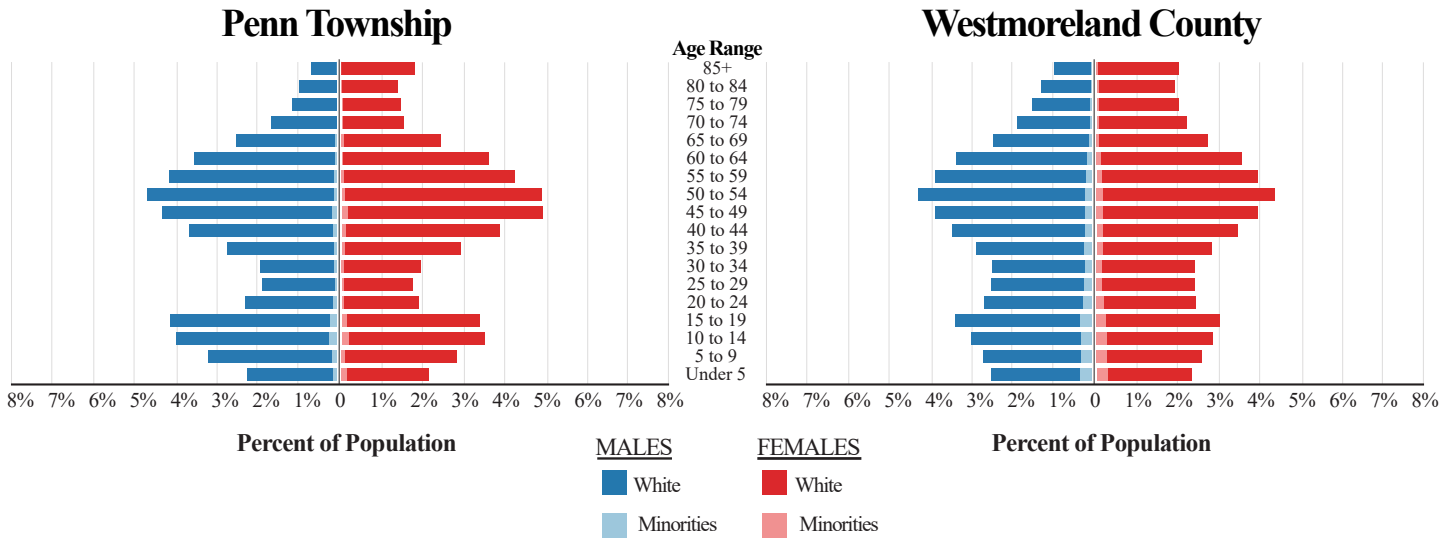 Penn Township
Westmoreland County
Age Range
85+
80 to 84
75 to 79
70 to 74
65 to 69
60 to 64
55 to 59
50 to 54
45 to 49
40 to 44
35 to 39
30 to 34
25 to 29
20 to 24
15 to 19
10 to 14
5 to 9
Under 5
8% 7% 6% 5% 4% 3% 2% 1% 0 1% 2% 3% 4% 5% 6% 7% 8%
8% 7% 6% 5% 4% 3% 2% 1% 0 1% 2% 3% 4% 5% 6% 7% 8%
Percent of Population
Percent of Population
MALES
FEMALES
White
White
Minorities
Minorities